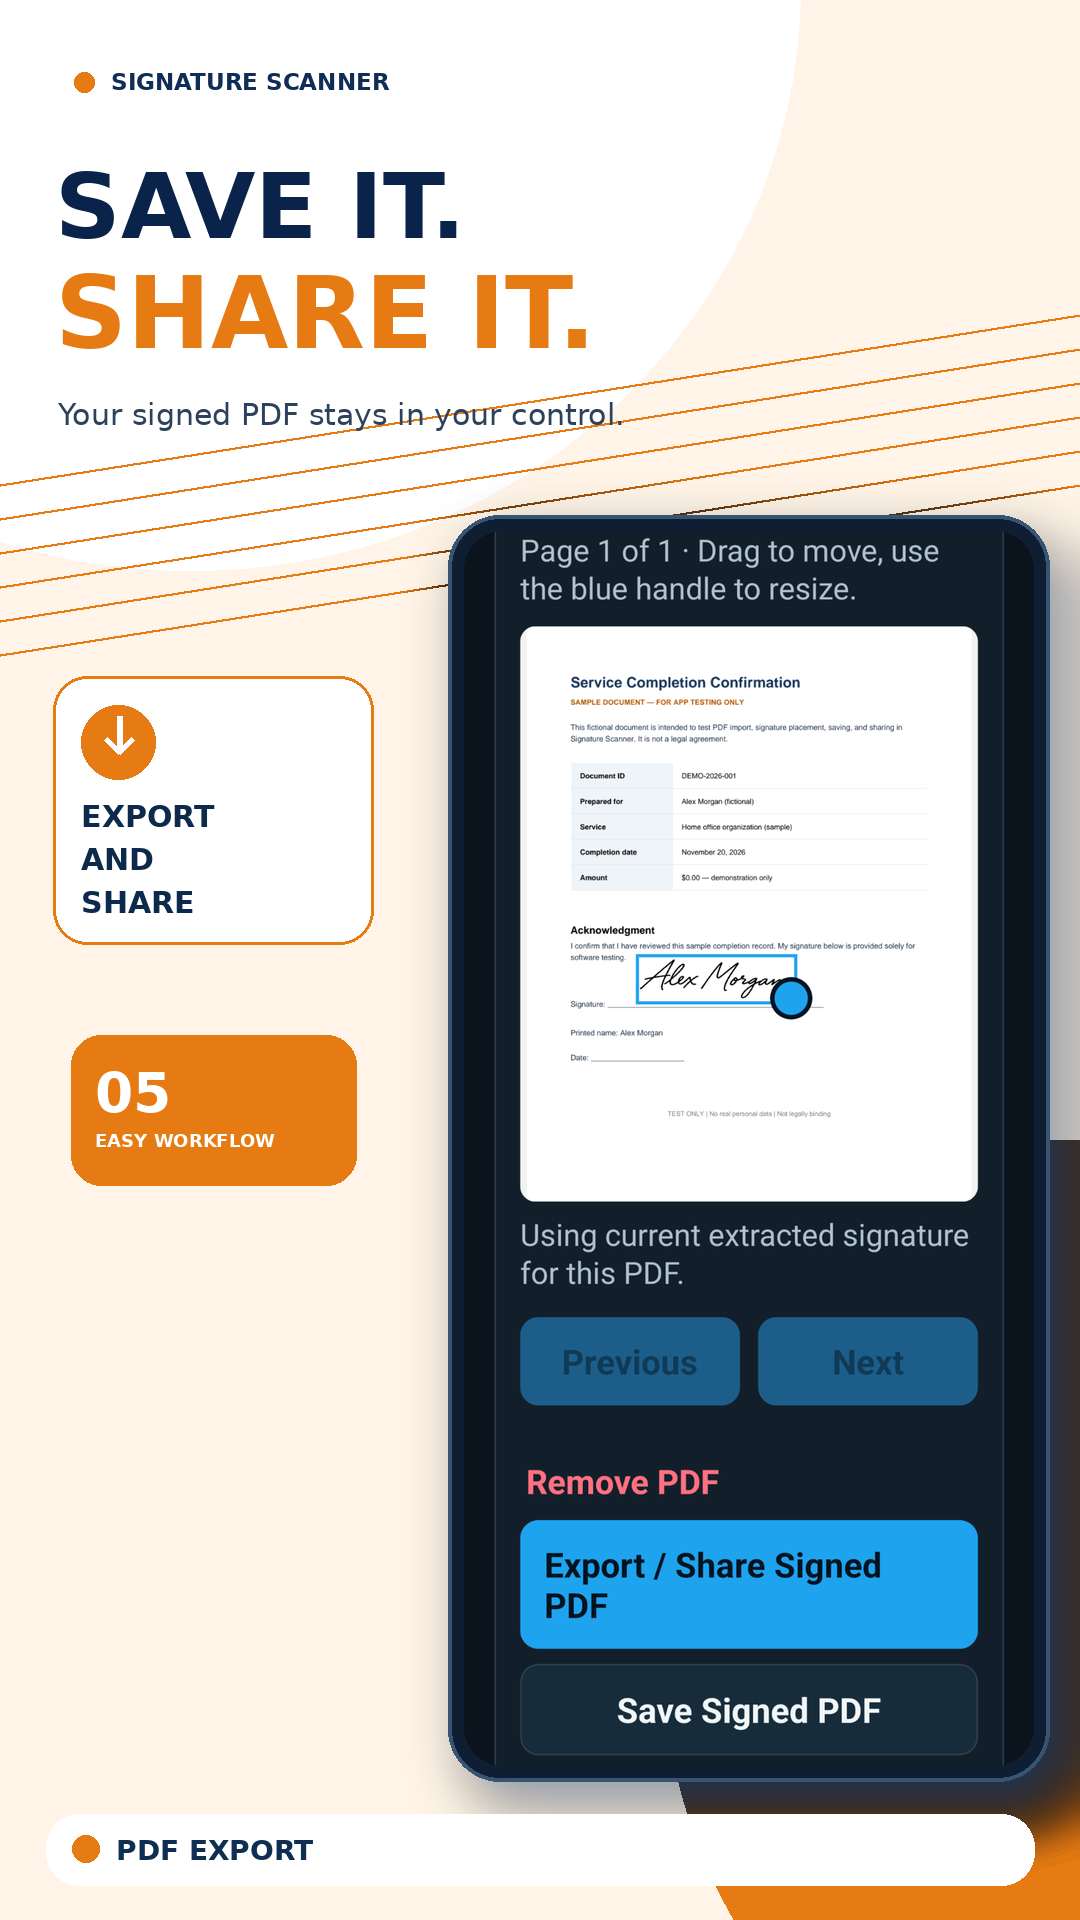 SIGNATURE SCANNER
SAVE IT.
SHARE IT.
Your signed PDF stays in your control.
EXPORT
AND
SHARE
05
EASY WORKFLOW
Page 1 of 1 · Drag to move, use
the blue handle to resize.
Service Completion Confirmation
SAMPLE DOCUMENT — FOR APP TESTING ONLY
This fictional document is intended to test PDF import, signature placement, saving, and sharing in
Signature Scanner. It is not a legal agreement.
Document ID DEMO-2026-001
Prepared for Alex Morgan (fictional)
Service Home office organization (sample)
Completion date November 20, 2026
Amount $0.00 — demonstration only
Acknowledgment
I confirm that I have reviewed this sample completion record. My signature below is provided solely for
software testing.
Alex Morgan
Signature:
Printed name: Alex Morgan
Date:
TEST ONLY | No real personal data | Not legally binding
Using current extracted signature
for this PDF.
Previous Next
Remove PDF
Export / Share Signed
PDF
Save Signed PDF
PDF EXPORT